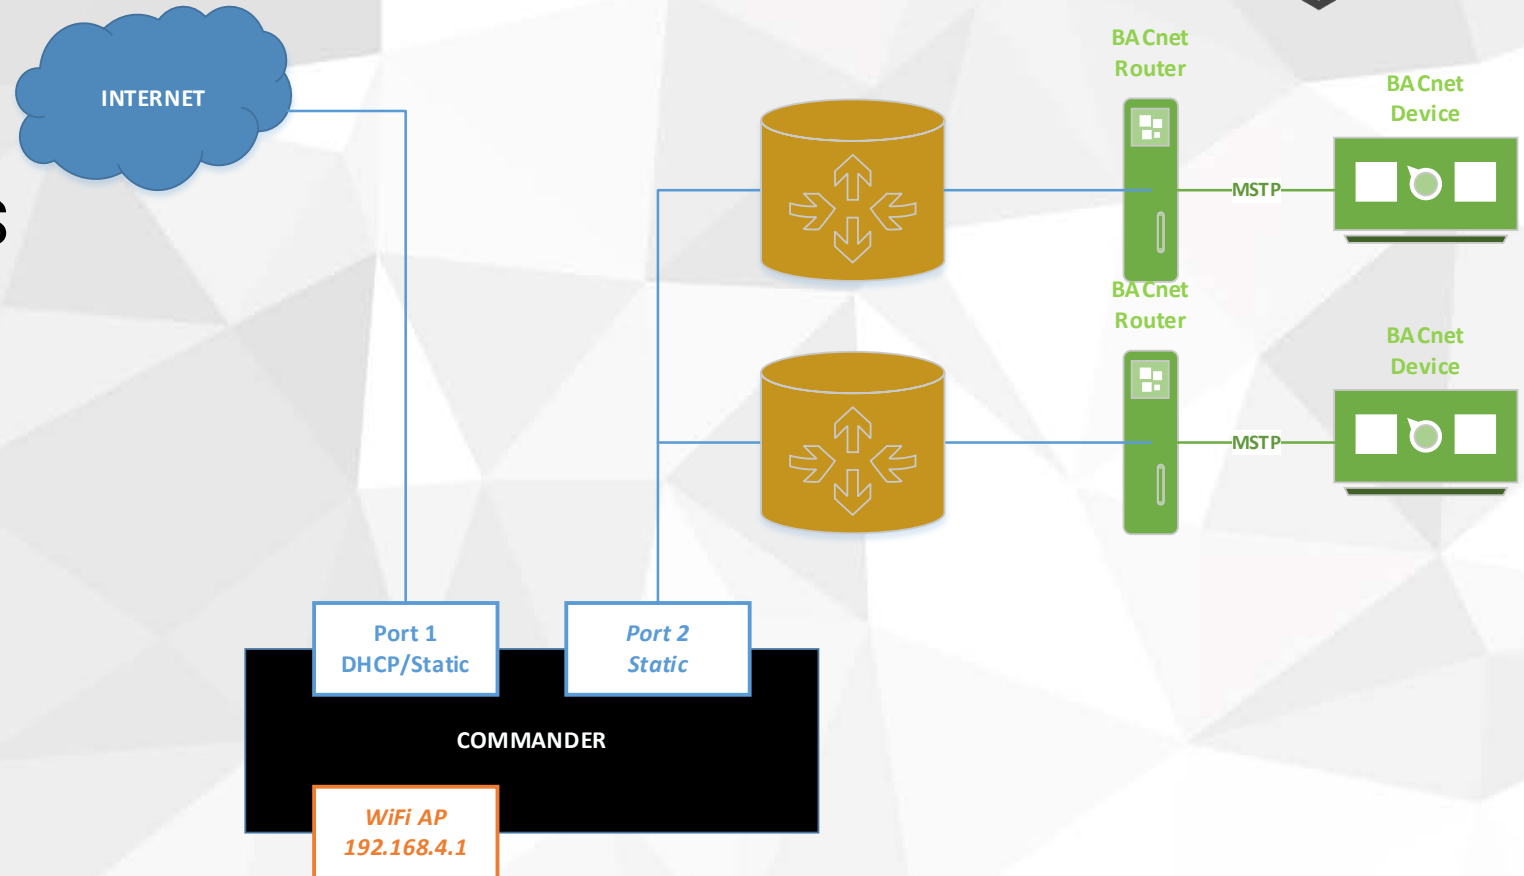 INTERNET
s
BACnet
Router
BACnet
Device
MSTP
BACnet
Router
BACnet
Device
MSTP
Port 1
DHCP/Static
Port 2
Static
COMMANDER
WiFi AP
192.168.4.1